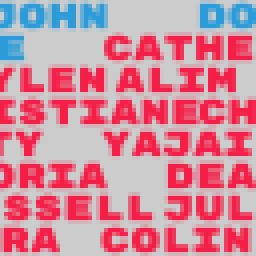 JOHN DO
E CATHE
YLEN ALIM
ISTIANECH
TY YAJAI
ORIA DEA
SSELL JUL
RA COLIN